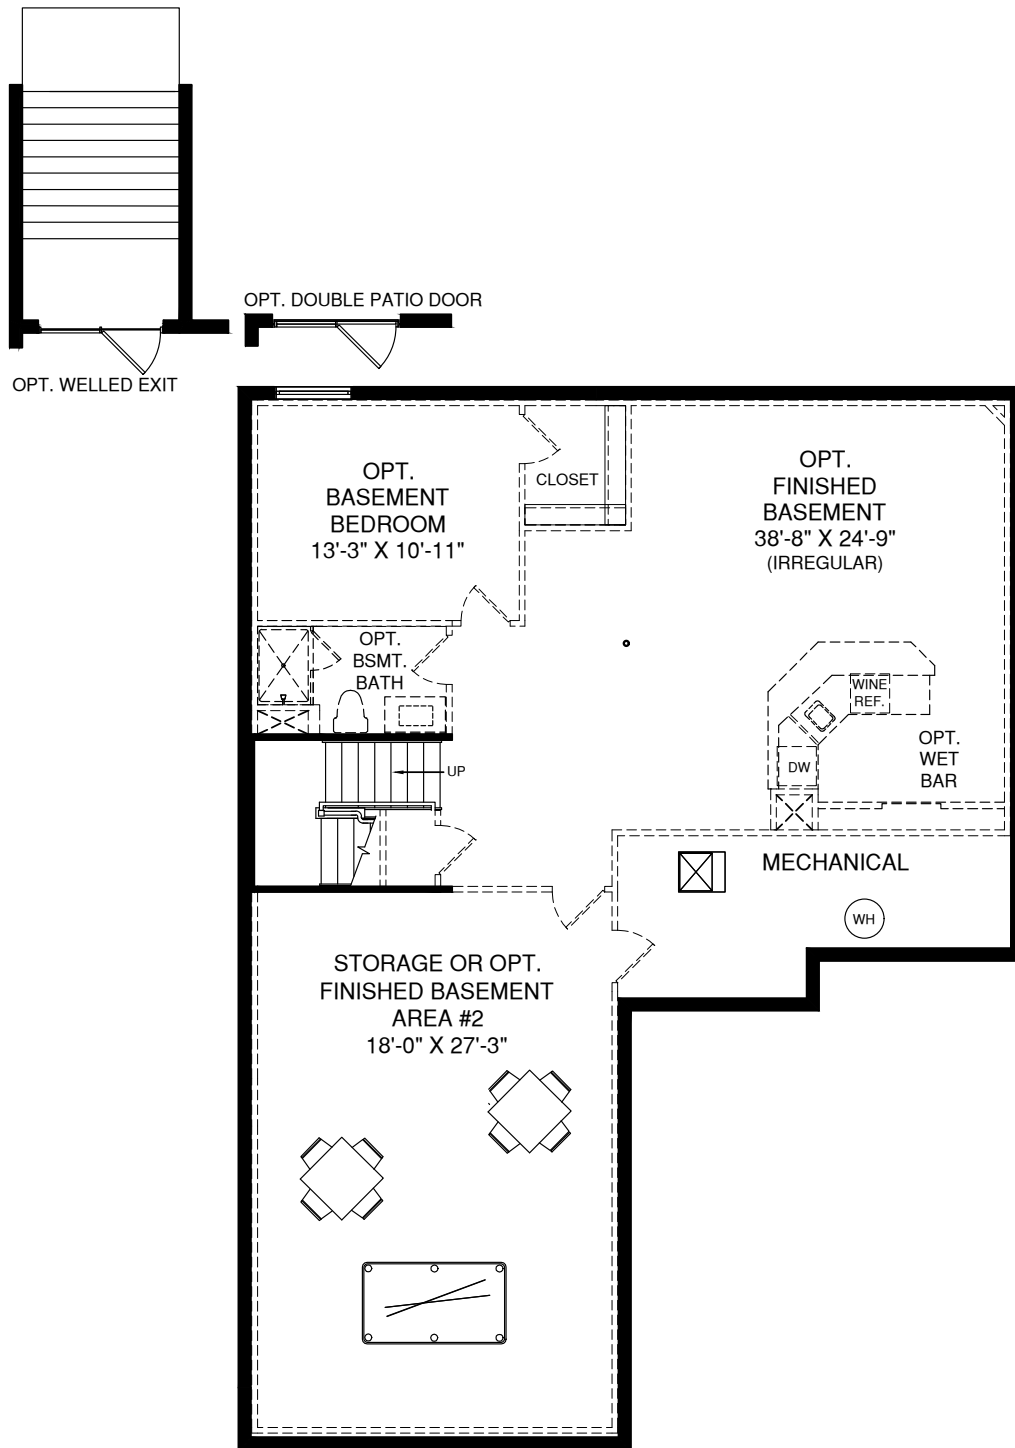 OPT. DOUBLE PATIO DOOR
OPT. WELLED EXIT
OPT.
BASEMENT
BEDROOM
13'-3" X 10'-11"
CLOSET
OPT.
FINISHED
BASEMENT
38'-8" X 24'-9"
(IRREGULAR)
OPT.
BSMT.
BATH
WINE
REF.
OPT.
WET
BAR
DW
UP
MECHANICAL
WH
STORAGE OR OPT.
FINISHED BASEMENT
AREA #2
18'-0" X 27'-3"